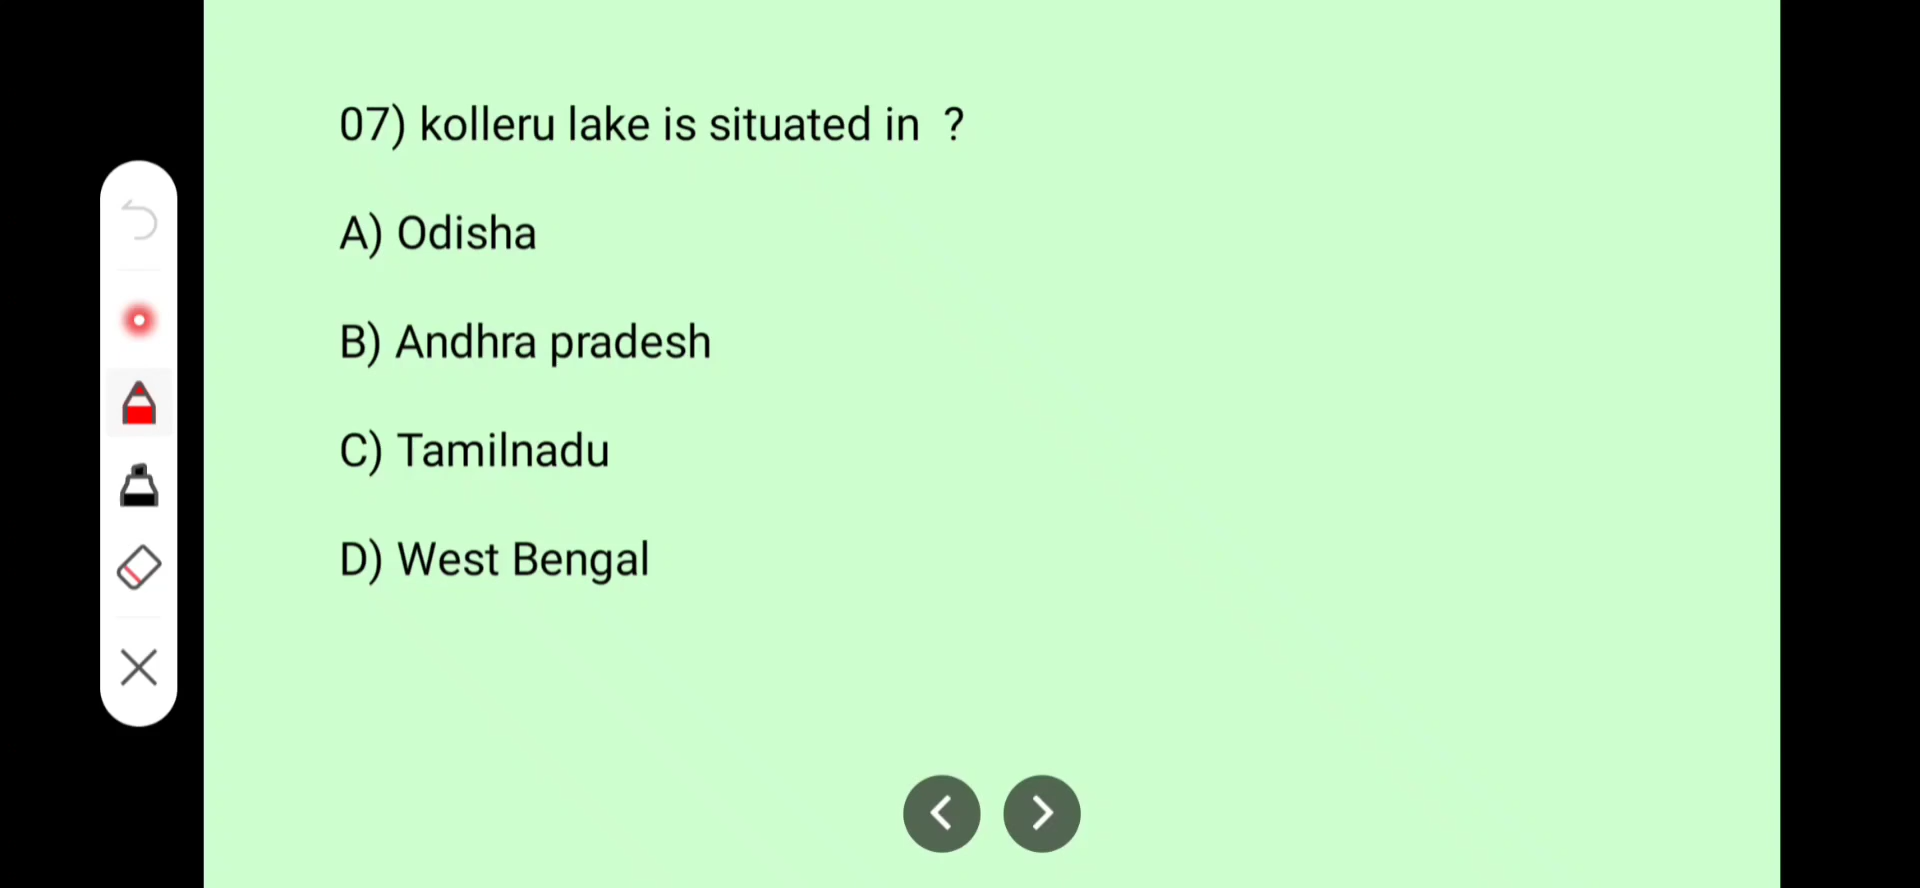 07) kolleru lake is situated in ?
A) Odisha
B) Andhra pradesh
C) Tamilnadu
D) West Bengal